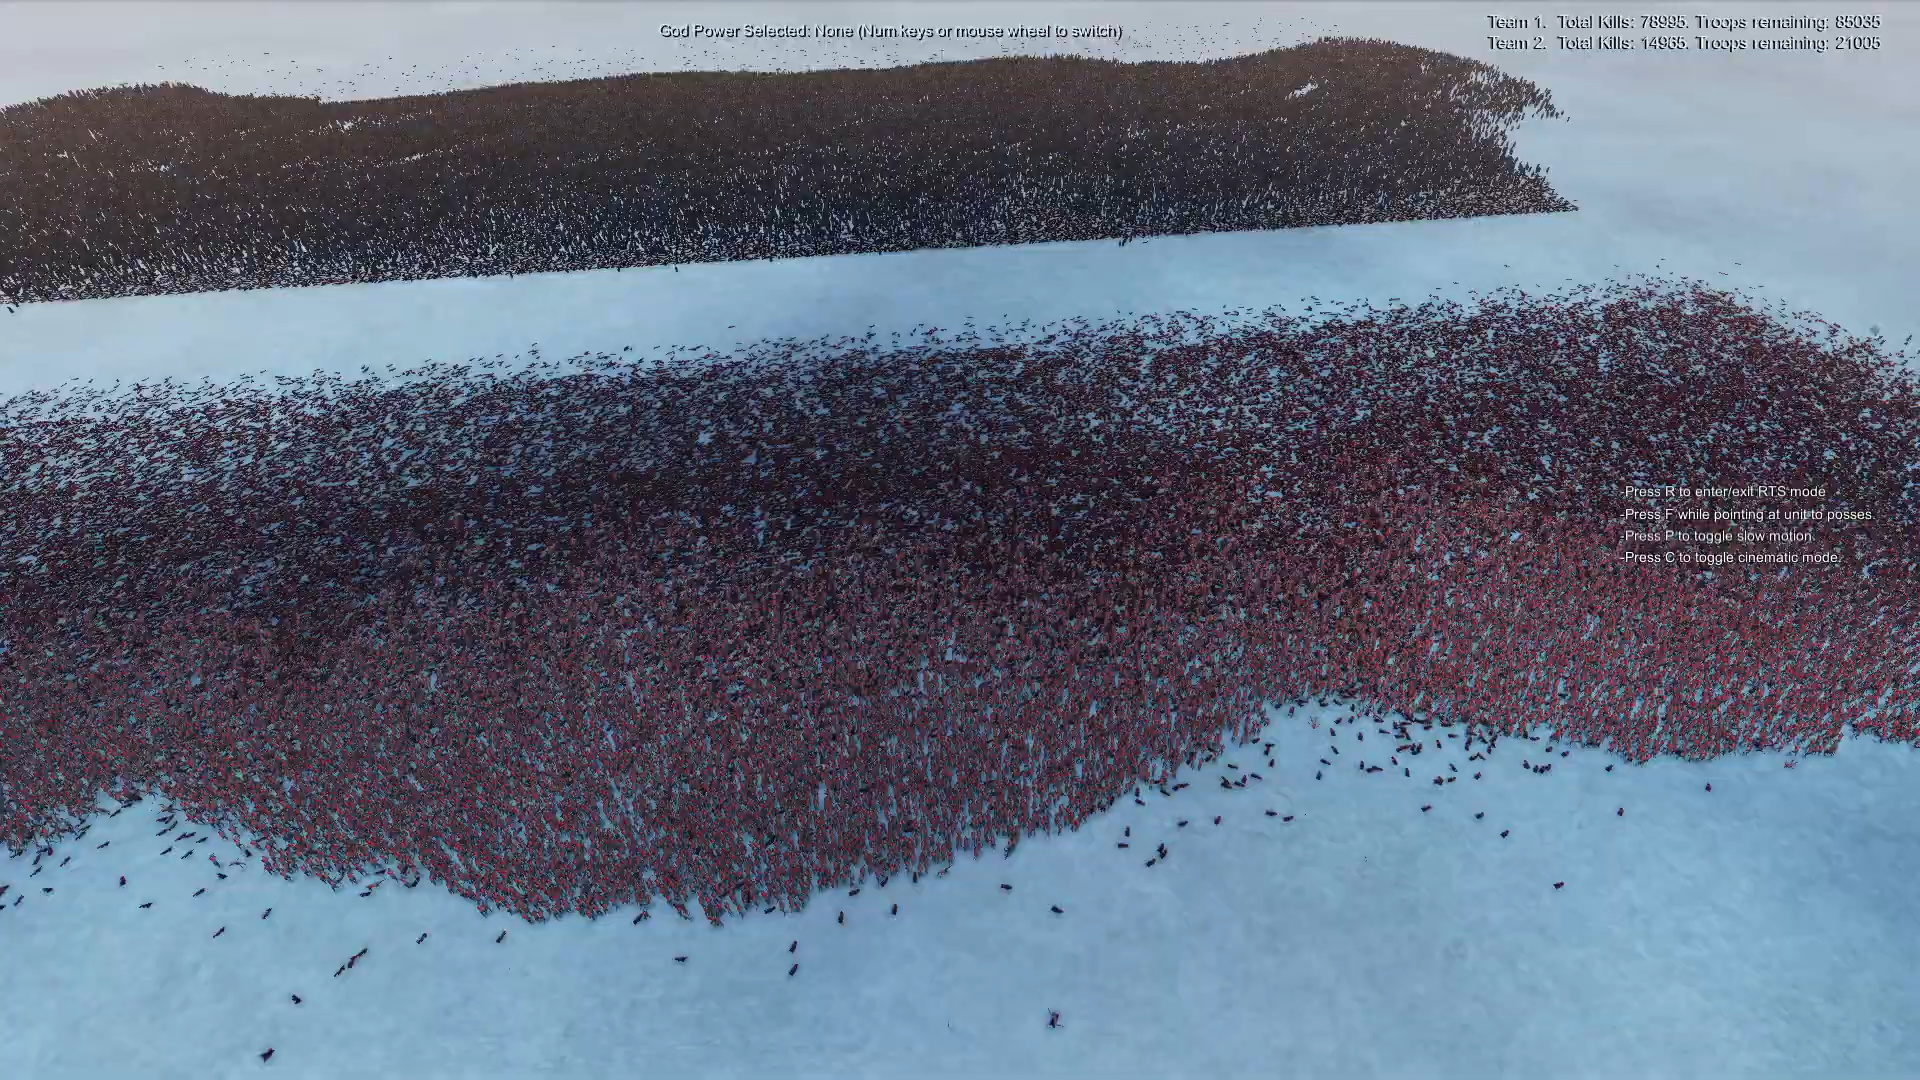 God Power Selected: None (Num keys or mouse wheel to switch)
Team 1. Total Kills: 78995. Troops remaining: 85035
Team 2. Total Kills: 14965. Troops remaining: 21005
-Press R to enter/exit RTS mode
-Press F while pointing at unit to posses.
-Press P to toggle slow motion.
-Press C to toggle cinematic mode.